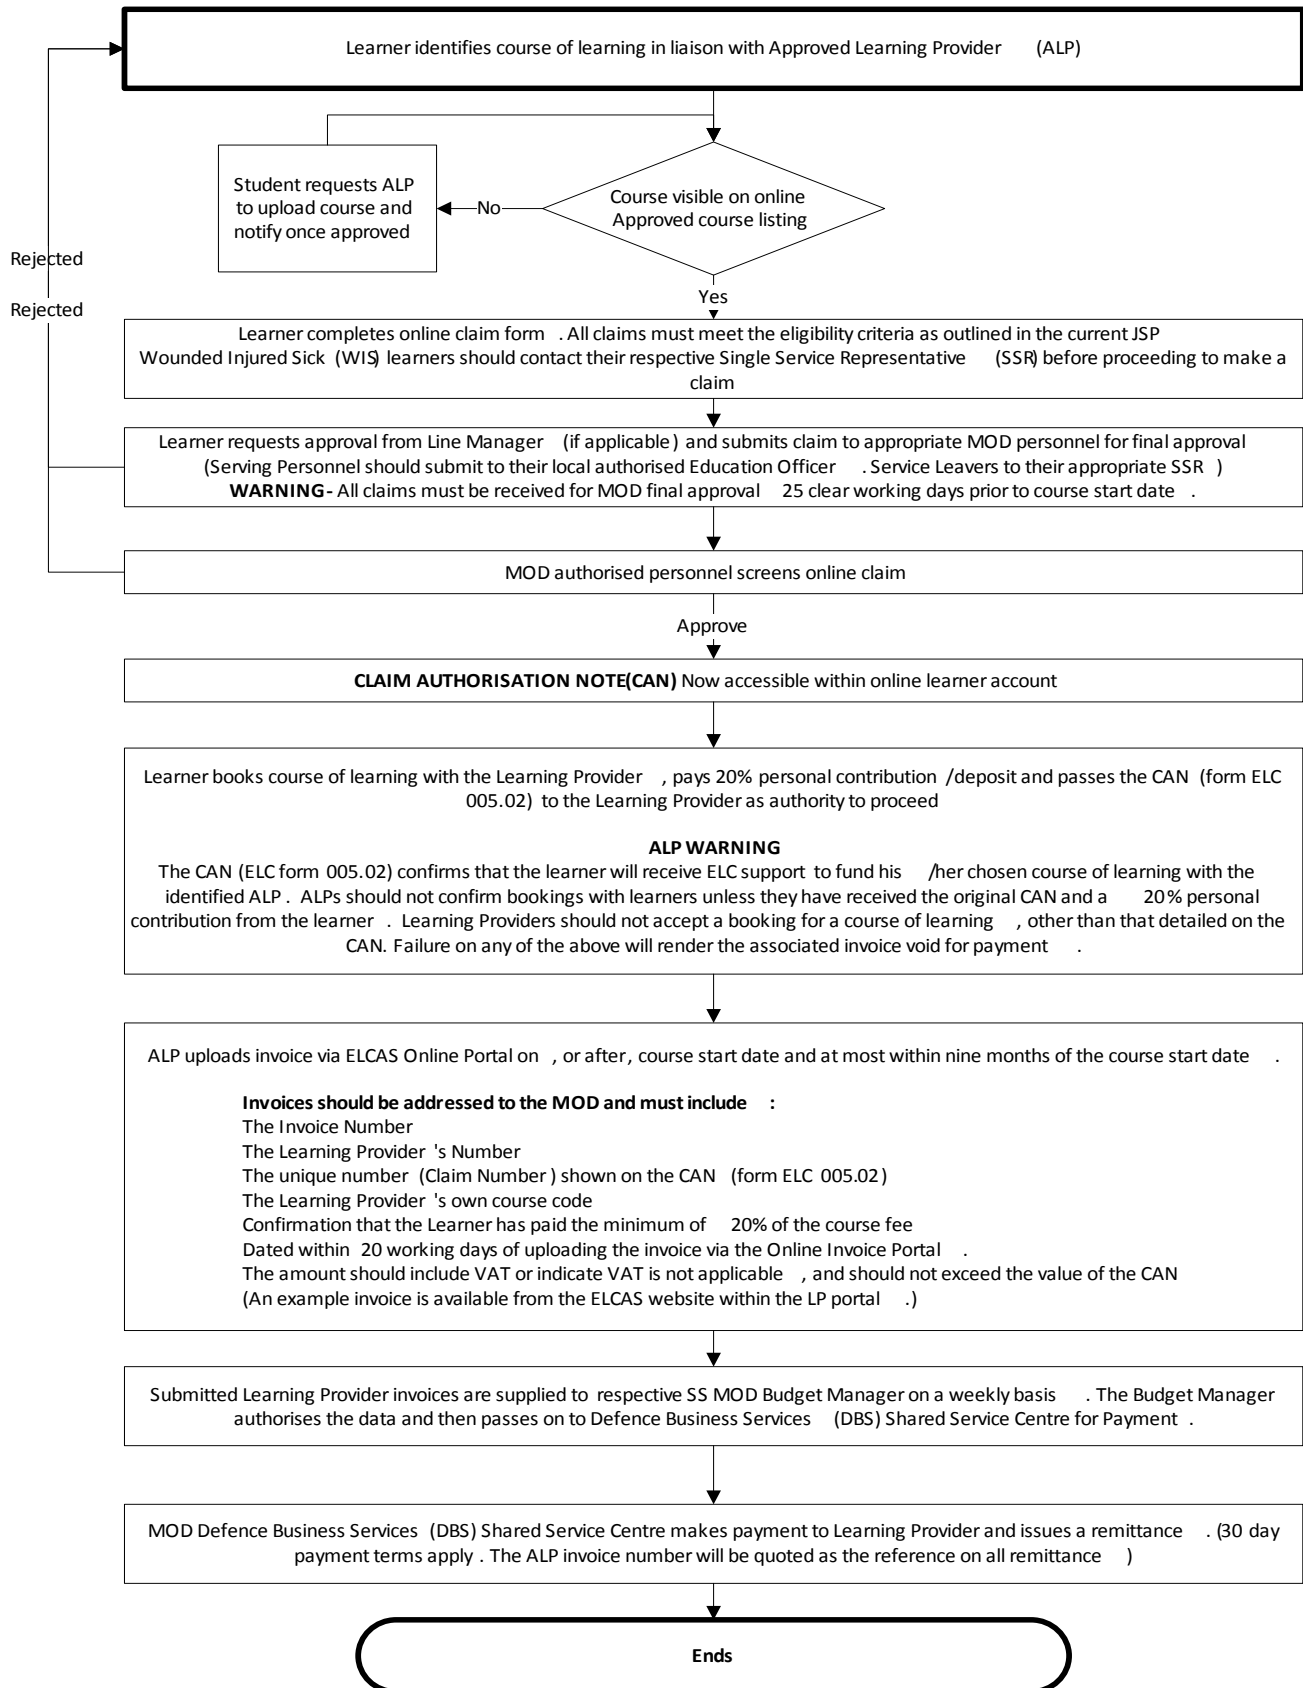 Learner identifies course of learning in liaison with Approved Learning Provider (ALP)
Student requests ALP
to upload course and
notify once approved
No
Course visible on online
Approved course listing
Rejected
Rejected
Yes
Learner completes online claim form . All claims must meet the eligibility criteria as outlined in the current JSP
Wounded Injured Sick (WIS) learners should contact their respective Single Service Representative (SSR) before proceeding to make a
claim
Learner requests approval from Line Manager (if applicable) and submits claim to appropriate MOD personnel for final approval
(Serving Personnel should submit to their local authorised Education Officer . Service Leavers to their appropriate SSR )
WARNING- All claims must be received for MOD final approval 25 clear working days prior to course start date .
MOD authorised personnel screens online claim
Approve
CLAIM AUTHORISATION NOTE(CAN) Now accessible within online learner account
Learner books course of learning with the Learning Provider , pays 20% personal contribution /deposit and passes the CAN (form ELC
005.02) to the Learning Provider as authority to proceed
ALP WARNING
The CAN (ELC form 005.02) confirms that the learner will receive ELC support to fund his /her chosen course of learning with the
identified ALP . ALPs should not confirm bookings with learners unless they have received the original CAN and a 20% personal
contribution from the learner . Learning Providers should not accept a booking for a course of learning , other than that detailed on the
CAN. Failure on any of the above will render the associated invoice void for payment .
ALP uploads invoice via ELCAS Online Portal on , or after, course start date and at most within nine months of the course start date .
Invoices should be addressed to the MOD and must include :
The Invoice Number
The Learning Provider 's Number
The unique number (Claim Number ) shown on the CAN (form ELC 005.02)
The Learning Provider 's own course code
Confirmation that the Learner has paid the minimum of 20% of the course fee
Dated within 20 working days of uploading the invoice via the Online Invoice Portal .
The amount should include VAT or indicate VAT is not applicable , and should not exceed the value of the CAN
(An example invoice is available from the ELCAS website within the LP portal .)
Submitted Learning Provider invoices are supplied to respective SS MOD Budget Manager on a weekly basis . The Budget Manager
authorises the data and then passes on to Defence Business Services (DBS) Shared Service Centre for Payment .
MOD Defence Business Services (DBS) Shared Service Centre makes payment to Learning Provider and issues a remittance . (30 day
payment terms apply . The ALP invoice number will be quoted as the reference on all remittance )
Ends